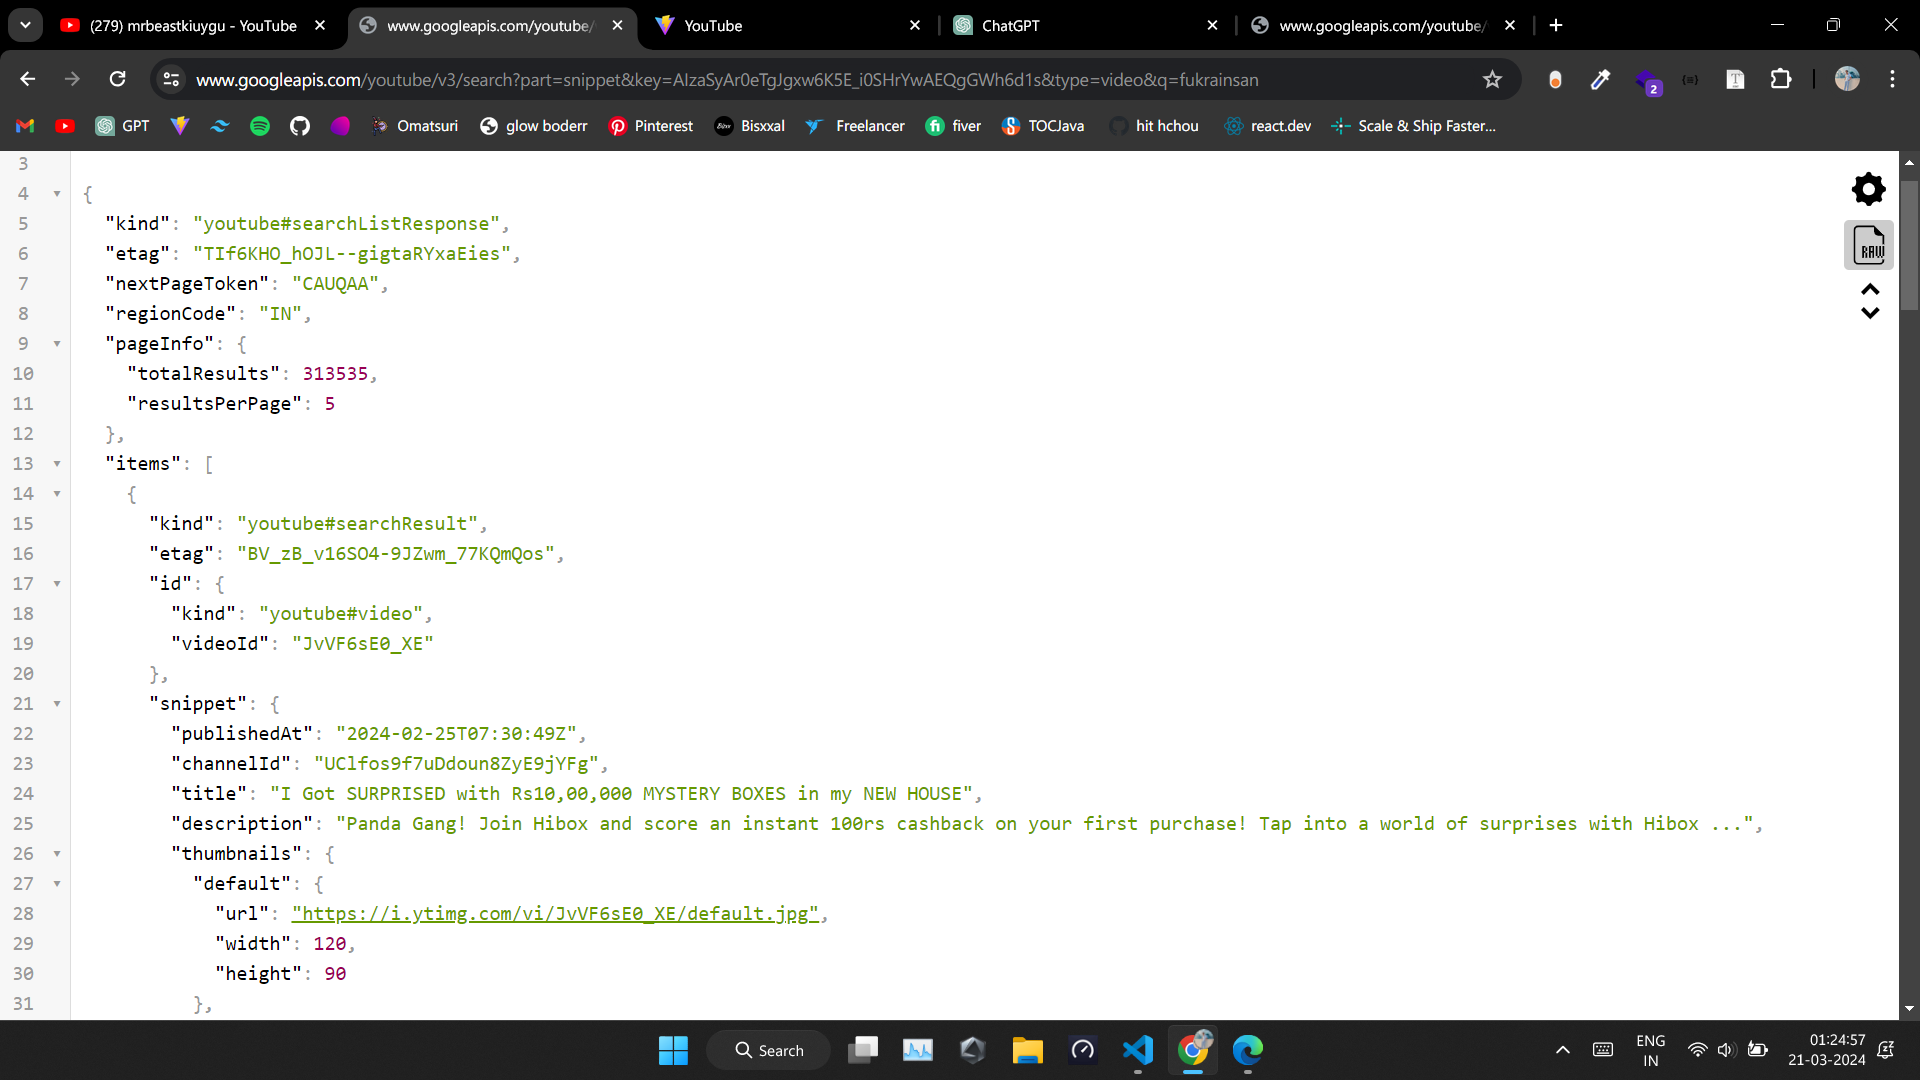 (279) mrbeastkiuygu - YouTube
www.googleapis.com/youtube/
YouTube
ChatGPT
www.googleapis.com/youtube/
www.googleapis.com/youtube/v3/search?part=snippet&key=AIzaSyAr0eTgJgxw6K5E_i0SHrYwAEQgGWh6d1s&type=video&q=fukrainsan
2
GPT
Omatsuri
glow boderr
Pinterest
Bisxxal
Freelancer
fiver
TOCJava
hit hchou
react.dev
Scale & Ship Faster...
RAW
3
4 {
5 "kind": "youtube#searchListResponse",
6 "etag": "TIf6KHO_hOJL--gigtaRYxaEies",
7 "nextPageToken": "CAUQAA",
8 "regionCode": "IN",
9 "pageInfo": {
10 "totalResults": 313535,
11 "resultsPerPage": 5
12 },
13 "items": [
14 {
15 "kind": "youtube#searchResult",
16 "etag": "BV_zB_v16SO4-9JZwm_77KQmQos",
17 "id": {
18 "kind": "youtube#video",
19 "videoId": "JvVF6sE0_XE"
20 },
21 "snippet": {
22 "publishedAt": "2024-02-25T07:30:49Z",
23 "channelId": "UClfos9f7uDdoun8ZyE9jYFg",
24 "title": "I Got SURPRISED with Rs10,00,000 MYSTERY BOXES in my NEW HOUSE",
25 "description": "Panda Gang! Join Hibox and score an instant 100rs cashback on your first purchase! Tap into a world of surprises with Hibox ...",
26 "thumbnails": {
27 "default": {
28 "url": "https://i.ytimg.com/vi/JvVF6sE0_XE/default.jpg",
29 "width": 120,
30 "height": 90
31 },
Search
ENG
IN
01:24:57
21-03-2024